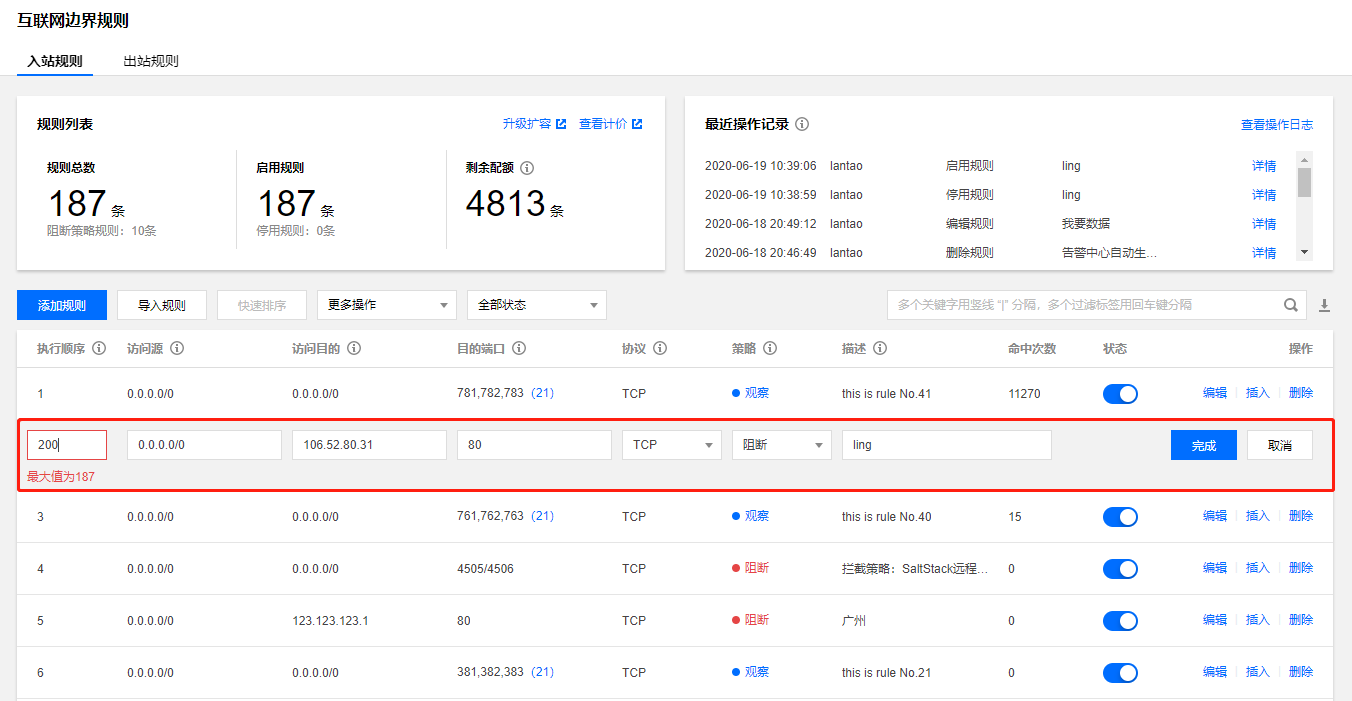 互联网边界规则
入站规则 出站规则
规则列表 升级扩容 查看计价
规则总数 启用规则 剩余配额
187 条 187 条 4813 条
阻断策略规则：10条 停用规则：0条
最近操作记录 查看操作日志
2020-06-19 10:39:06 lantao 启用规则 ling 详情
2020-06-19 10:38:59 lantao 停用规则 ling 详情
2020-06-18 20:49:12 lantao 编辑规则 我要数据 详情
2020-06-18 20:46:49 lantao 删除规则 告警中心自动生... 详情
添加规则 导入规则 快速排序 更多操作 全部状态 多个关键字用竖线 "|" 分隔，多个过滤标签用回车键分隔
执行顺序 访问源 访问目的 目的端口 协议 策略 描述 命中次数 状态 操作
1 0.0.0.0/0 0.0.0.0/0 781,782,783 (21) TCP 观察 this is rule No.41 11270 编辑 插入 删除
200 0.0.0.0/0 106.52.80.31 80 TCP 阻断 ling 完成 取消
最大值为187
3 0.0.0.0/0 0.0.0.0/0 761,762,763 (21) TCP 观察 this is rule No.40 15 编辑 插入 删除
4 0.0.0.0/0 0.0.0.0/0 4505/4506 TCP 阻断 拦截策略：SaltStack远程... 0 编辑 插入 删除
5 0.0.0.0/0 123.123.123.1 80 TCP 阻断 广州 0 编辑 插入 删除
6 0.0.0.0/0 0.0.0.0/0 381,382,383 (21) TCP 观察 this is rule No.21 0 编辑 插入 删除